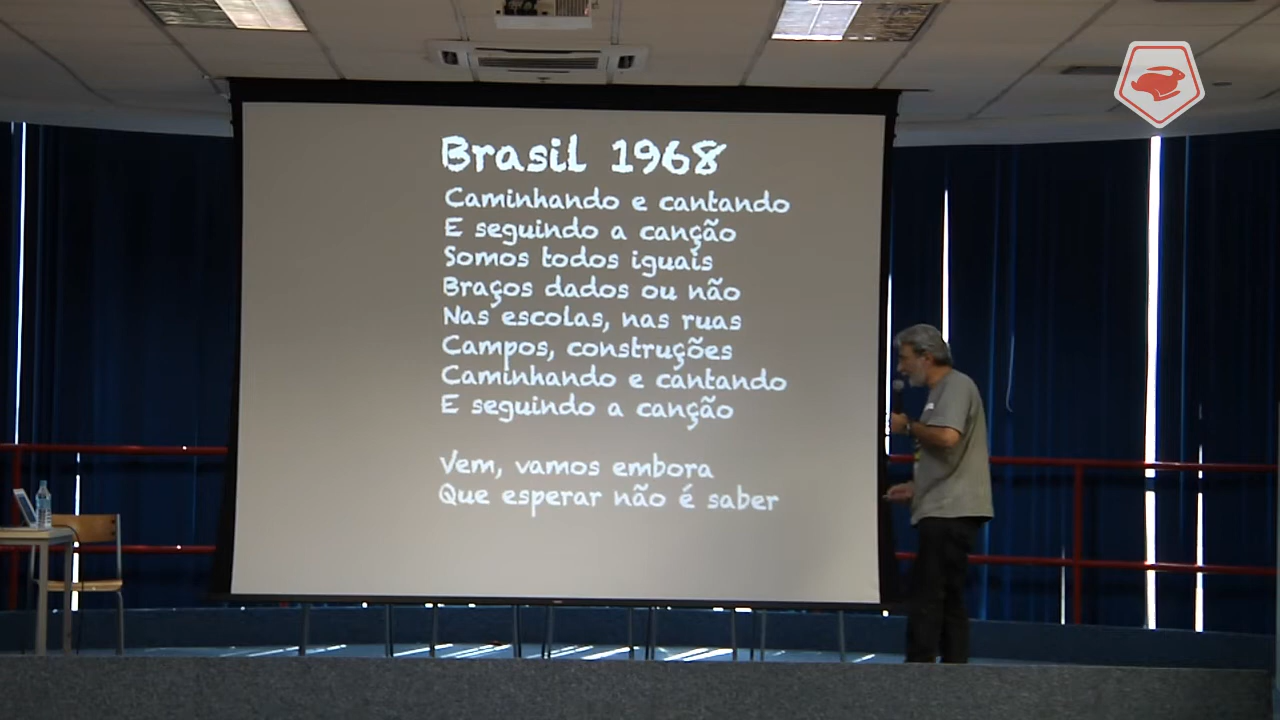 Brasil 1968
Caminhando e cantando
E seguindo a canção
Somos todos iguais
Braços dados ou não
Nas escolas, nas ruas
Campos, construções
Caminhando e cantando
E seguindo a canção
Vem, vamos embora
Que esperar não é saber